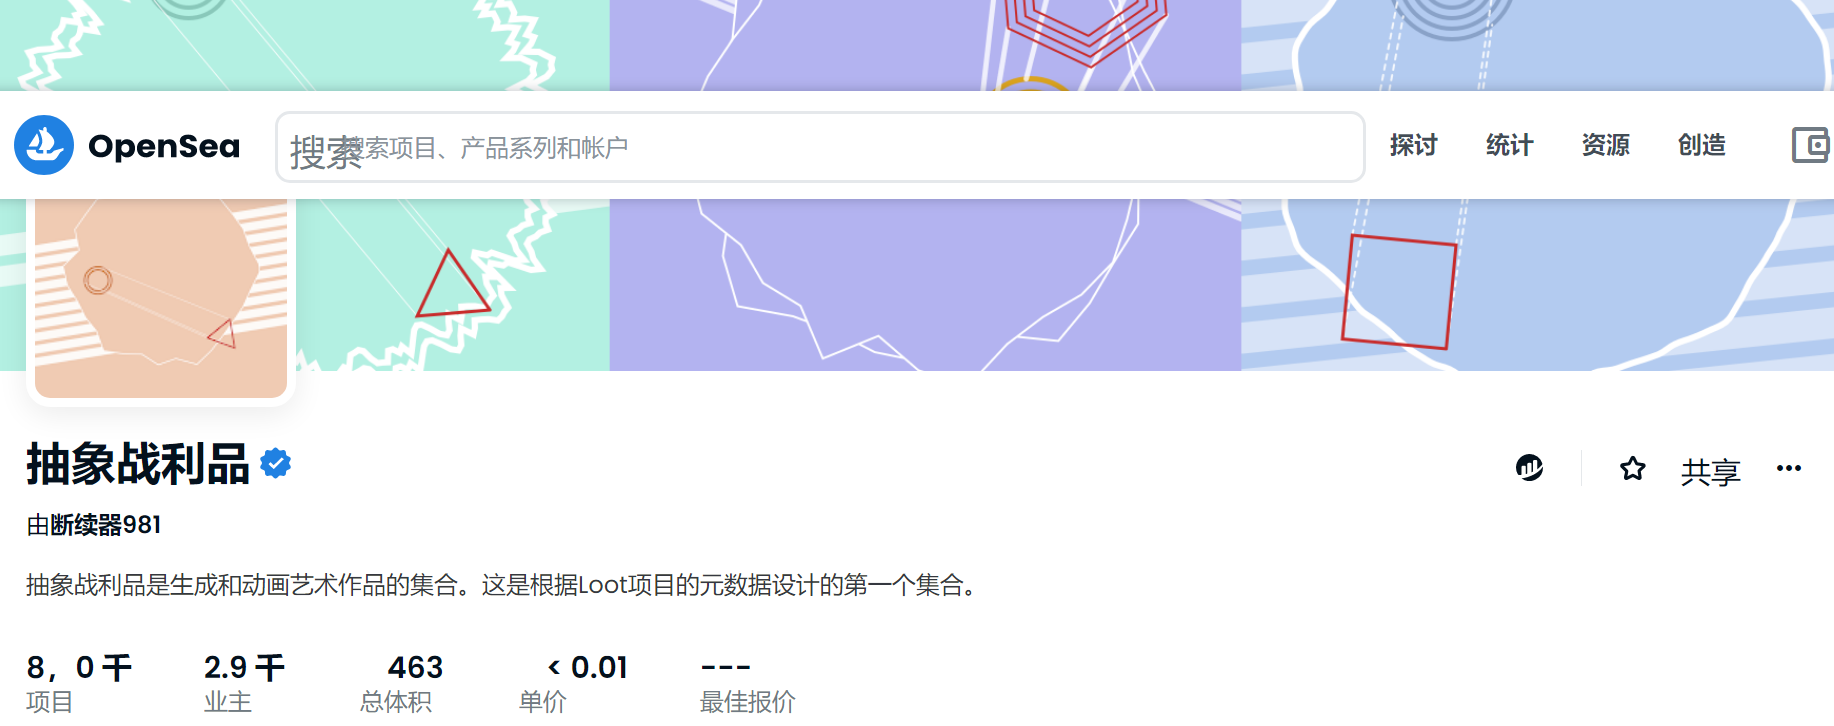 OpenSea
搜索
搜索项目、产品系列和帐户
探讨 统计 资源 创造
抽象战利品
由断续器981
共享
抽象战利品是生成和动画艺术作品的集合。这是根据Loot项目的元数据设计的第一个集合。
8，0 千 2.9 千 463 < 0.01 ---
项目 业主 总体积 单价 最佳报价